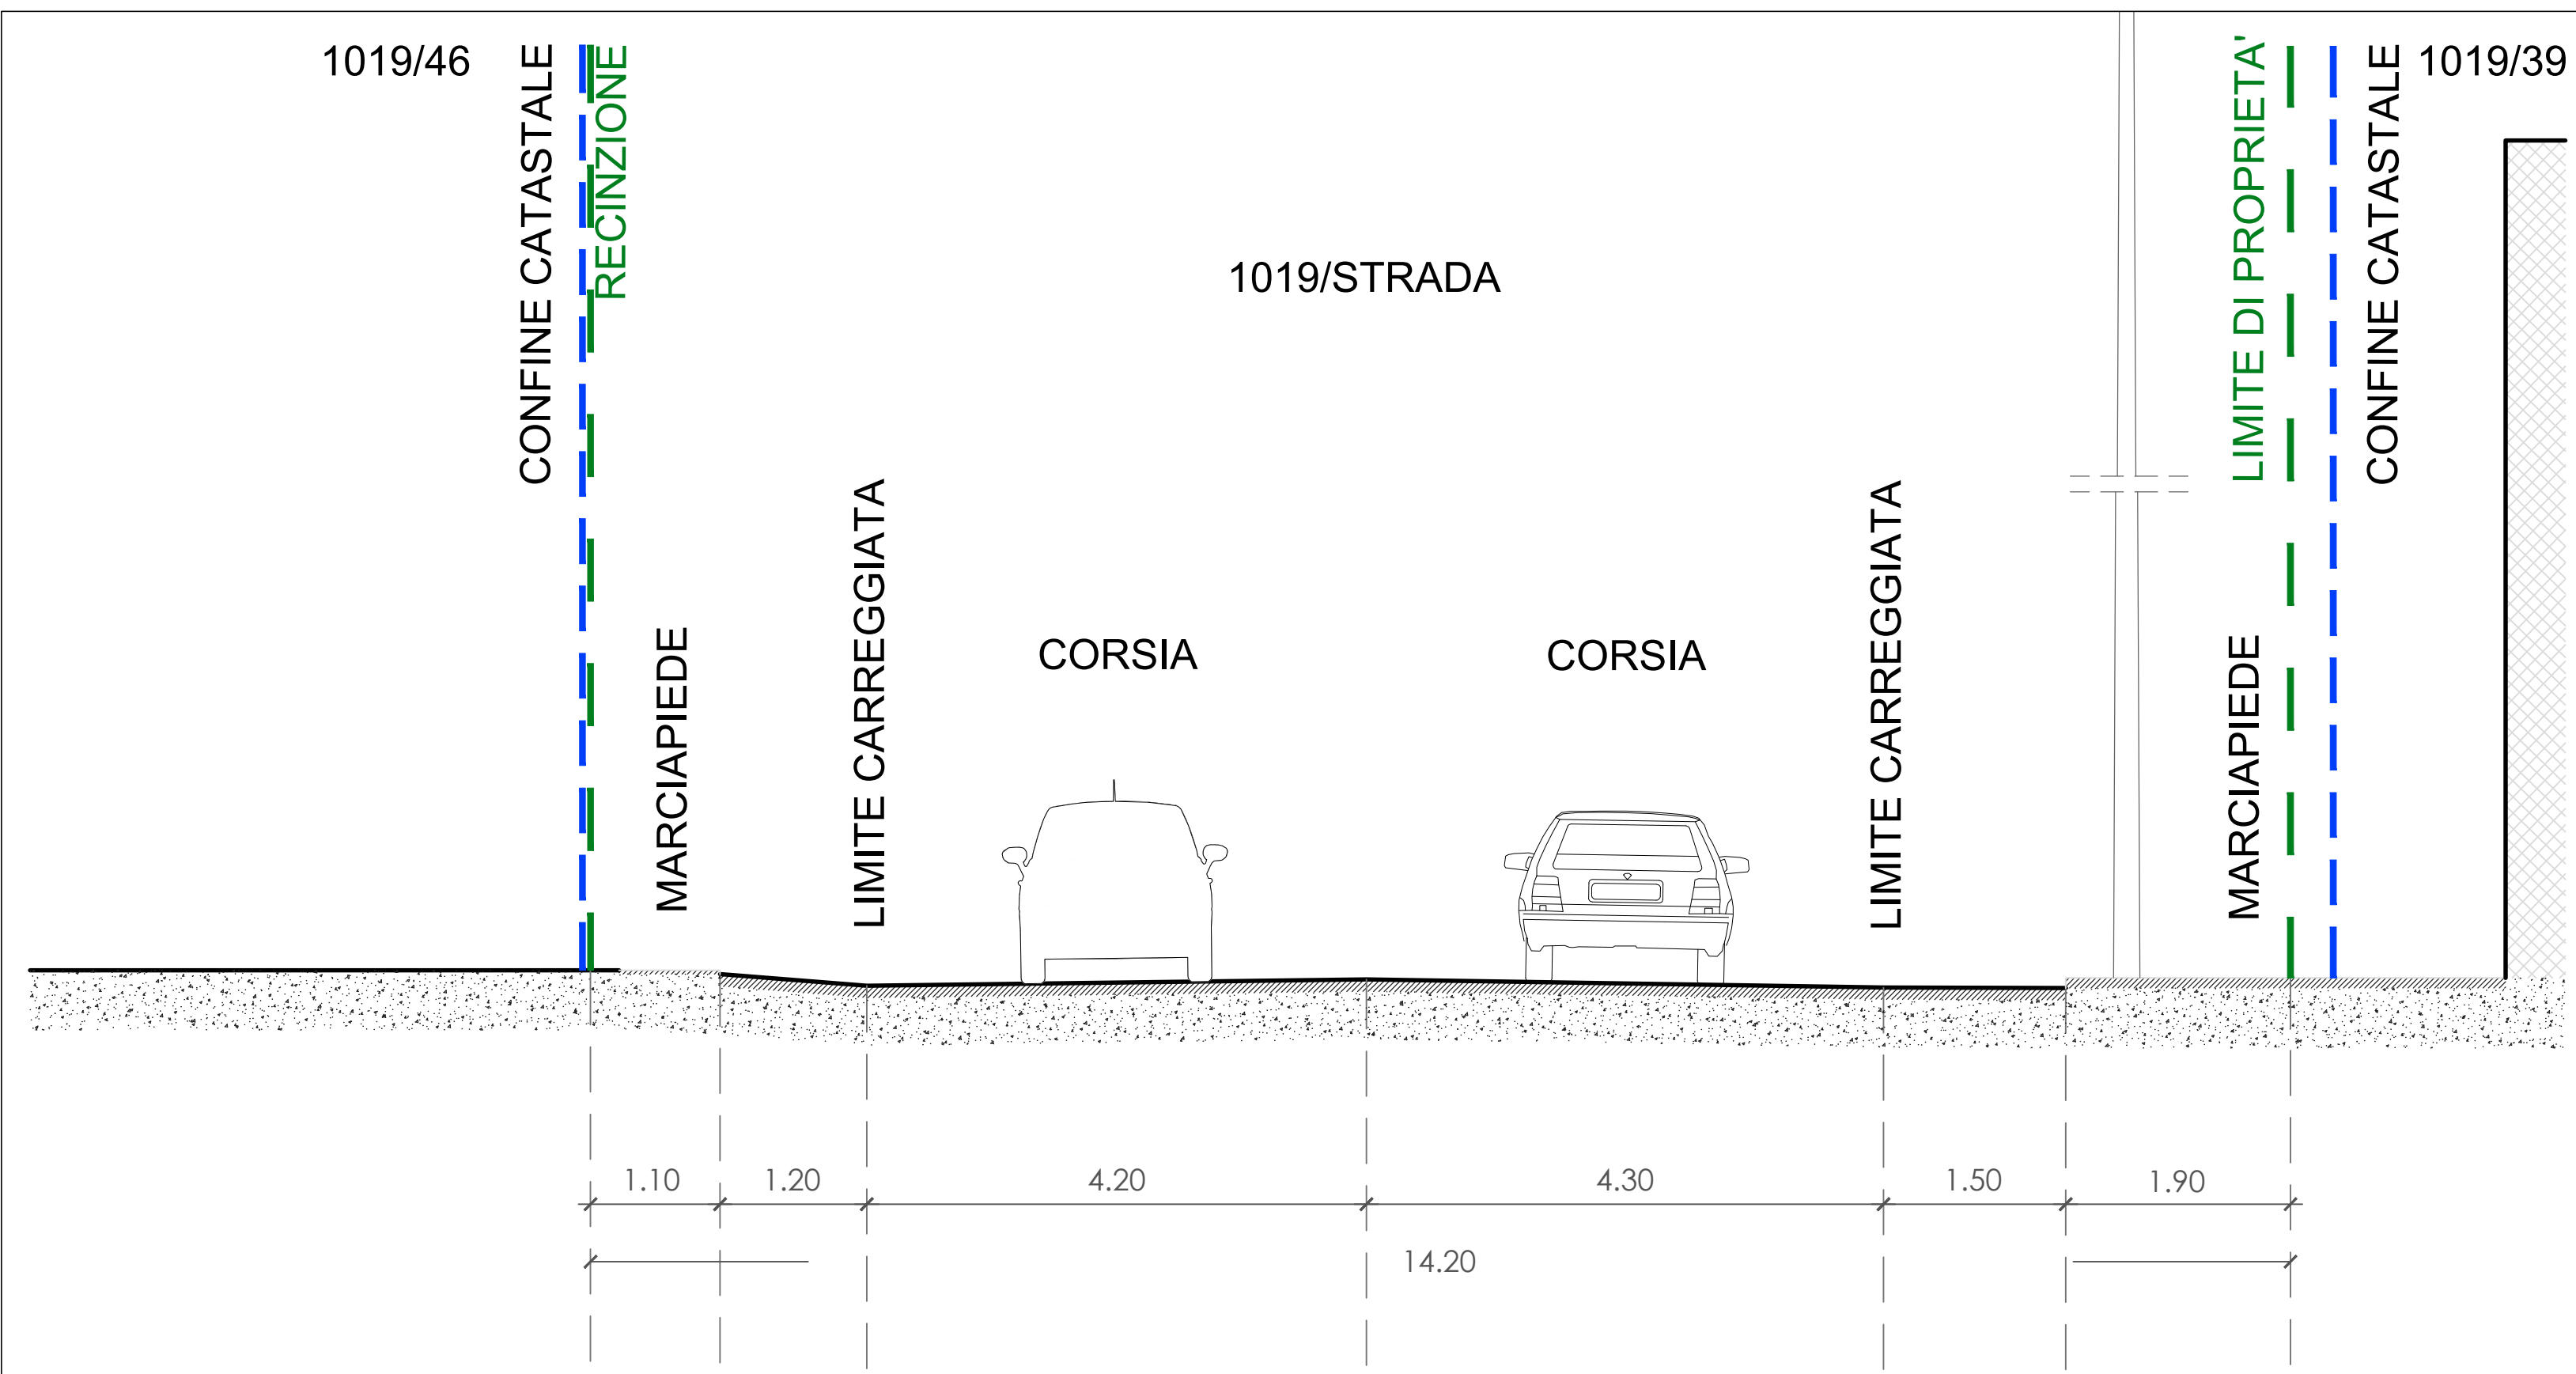 1019/46
CONFINE CATASTALE
RECINZIONE
1019/STRADA
LIMITE DI PROPRIETA'
CONFINE CATASTALE
1019/39
MARCIAPIEDE
LIMITE CARREGGIATA
CORSIA
CORSIA
LIMITE CARREGGIATA
MARCIAPIEDE
1.10
1.20
4.20
4.30
1.50
1.90
14.20